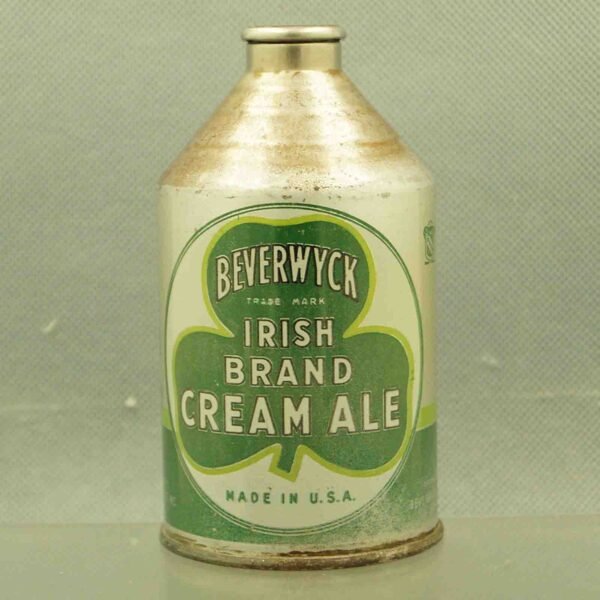 BEVERWYCK
TRADE MARK
IRISH
BRAND
CREAM ALE
MADE IN U.S.A.